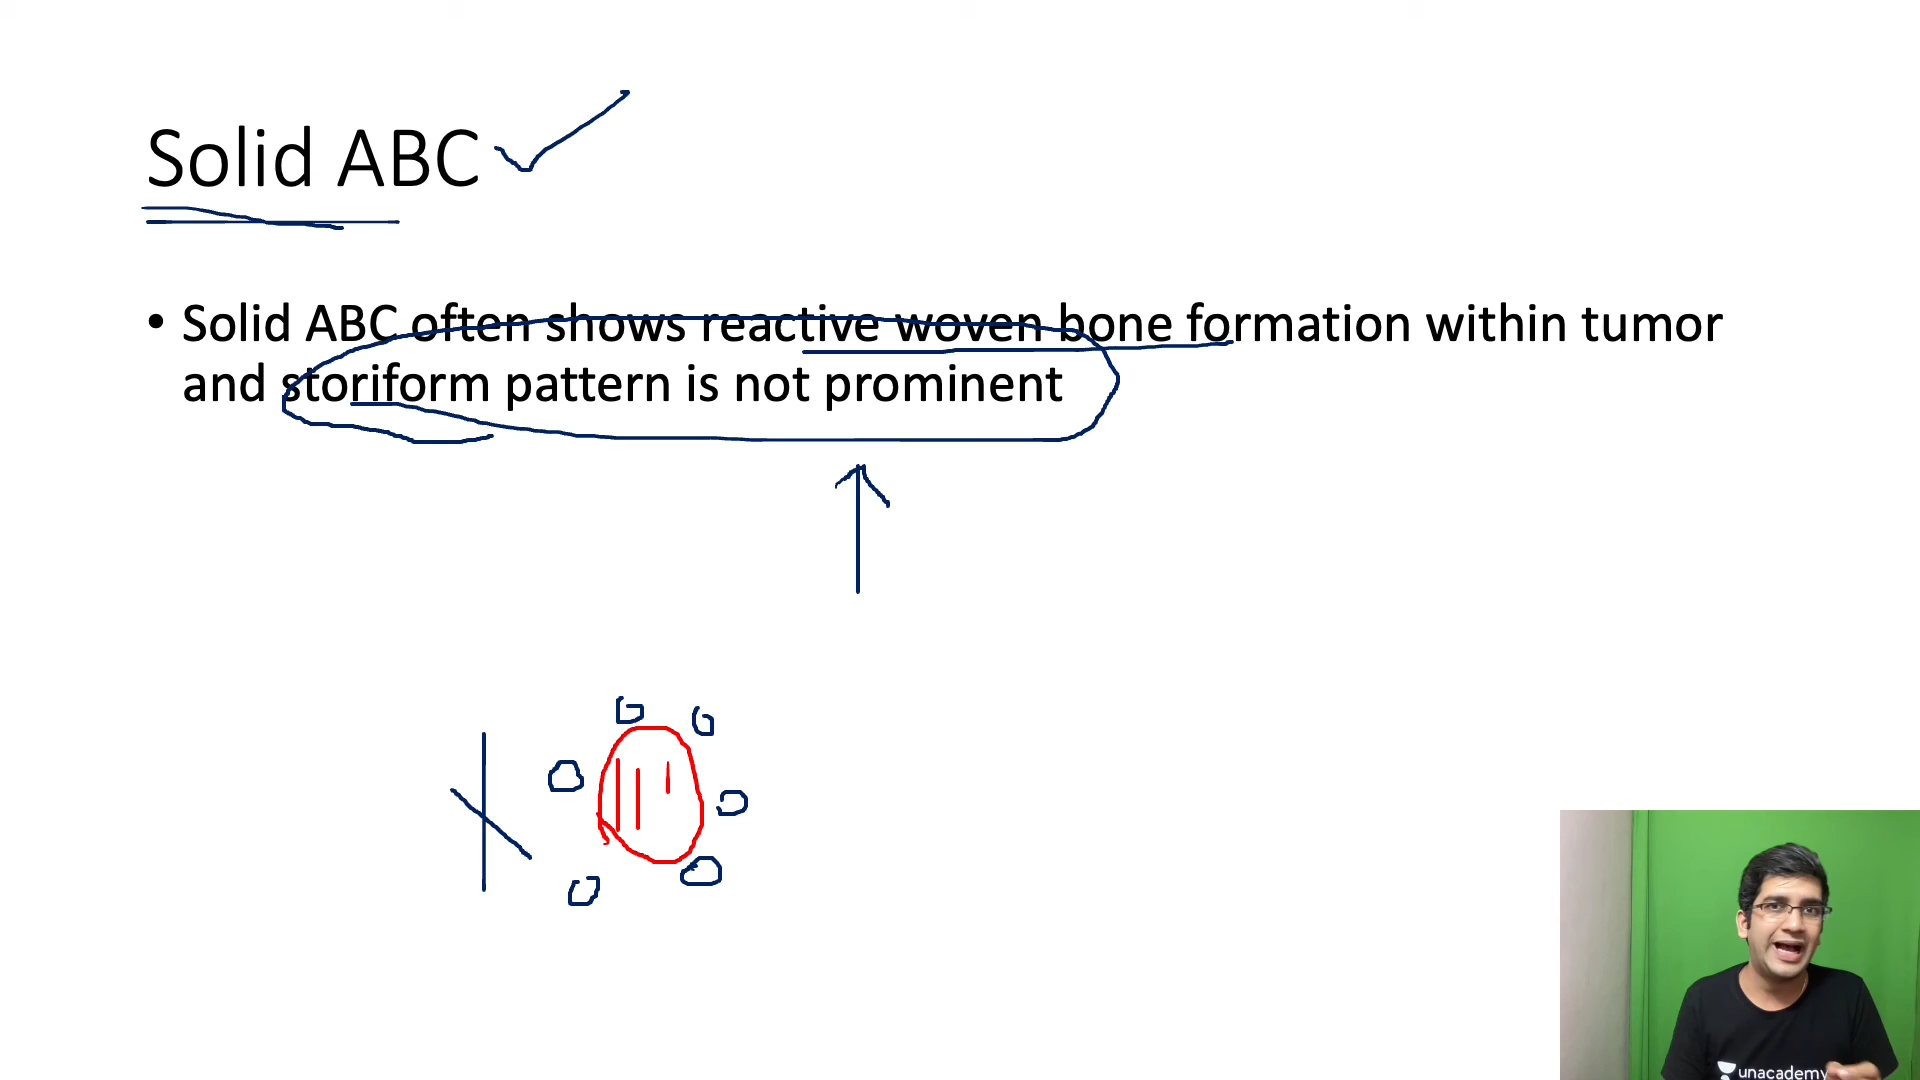 Solid ABC
• Solid ABC often shows reactive woven bone formation within tumor
and storiform pattern is not prominent
unacademy